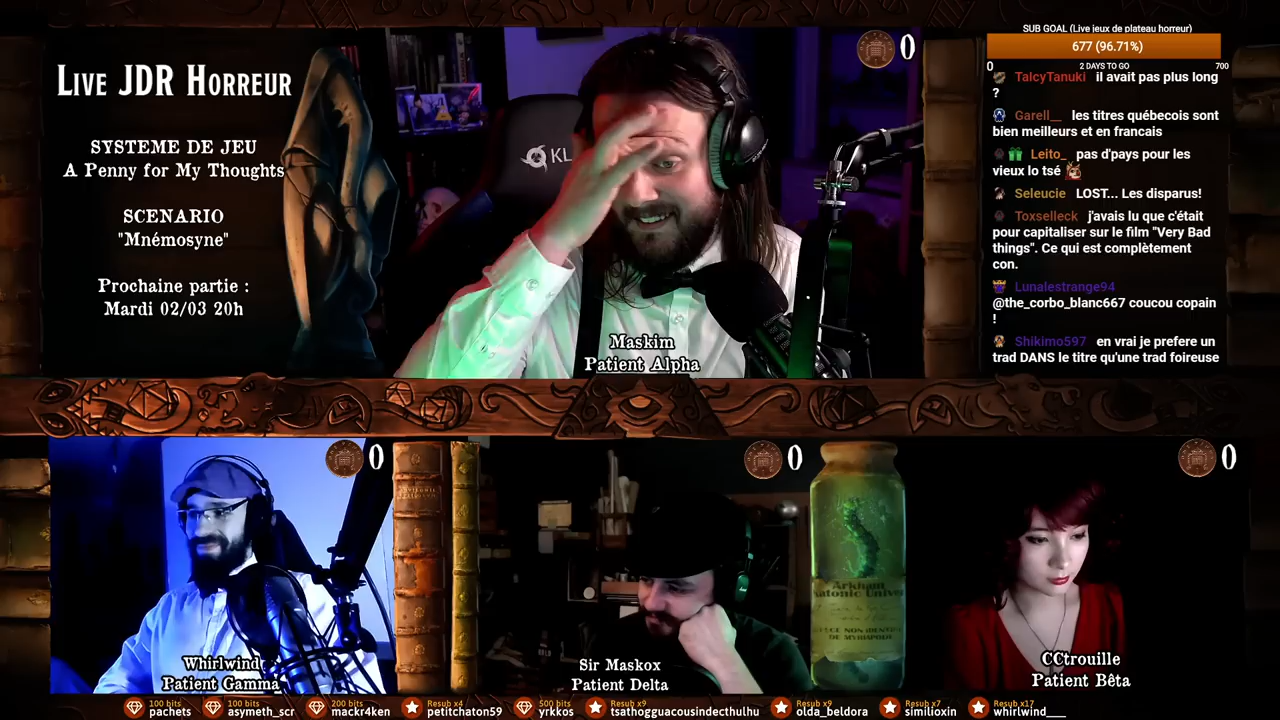 LIVE JDR HORREUR
SYSTEME DE JEU
A Penny for My Thoughts
SCENARIO
"Mnémosyne"
Prochaine partie :
Mardi 02/03 20h
KL
0
Maskim
Patient Alpha
SUB GOAL (Live jeux de plateau horreur)
677 (96.71%)
0
2 DAYS TO GO
700
TalcyTanuki il avait pas plus long
?
Garell__ les titres québecois sont
bien meilleurs et en francais
Leito_ pas d'pays pour les
vieux lo tsé
Seleucie LOST... Les disparus!
Toxselleck j'avais lu que c'était
pour capitaliser sur le film "Very Bad
things". Ce qui est complètement
con.
Lunalestrange94
@the_corbo_blanc667 coucou copain
!
Shikimo597 en vrai je prefere un
trad DANS le titre qu'une trad foireuse
0
Whirlwind
Patient Gamma
0
Sir Maskox
Patient Delta
Arkham
katonic Univer
DE MYRIAPODE
0
CCtrouille
Patient Bêta
100 bits
pachets
100 bits
asymeth_scr
200 bits
mackr4ken
Resub x4
petitchaton59
500 bits
yrkkos
Resub x9
tsathogguacousindecthulhu
Resub x9
olda_beldora
Resub x7
similioxin
Resub x17
whirlwind___